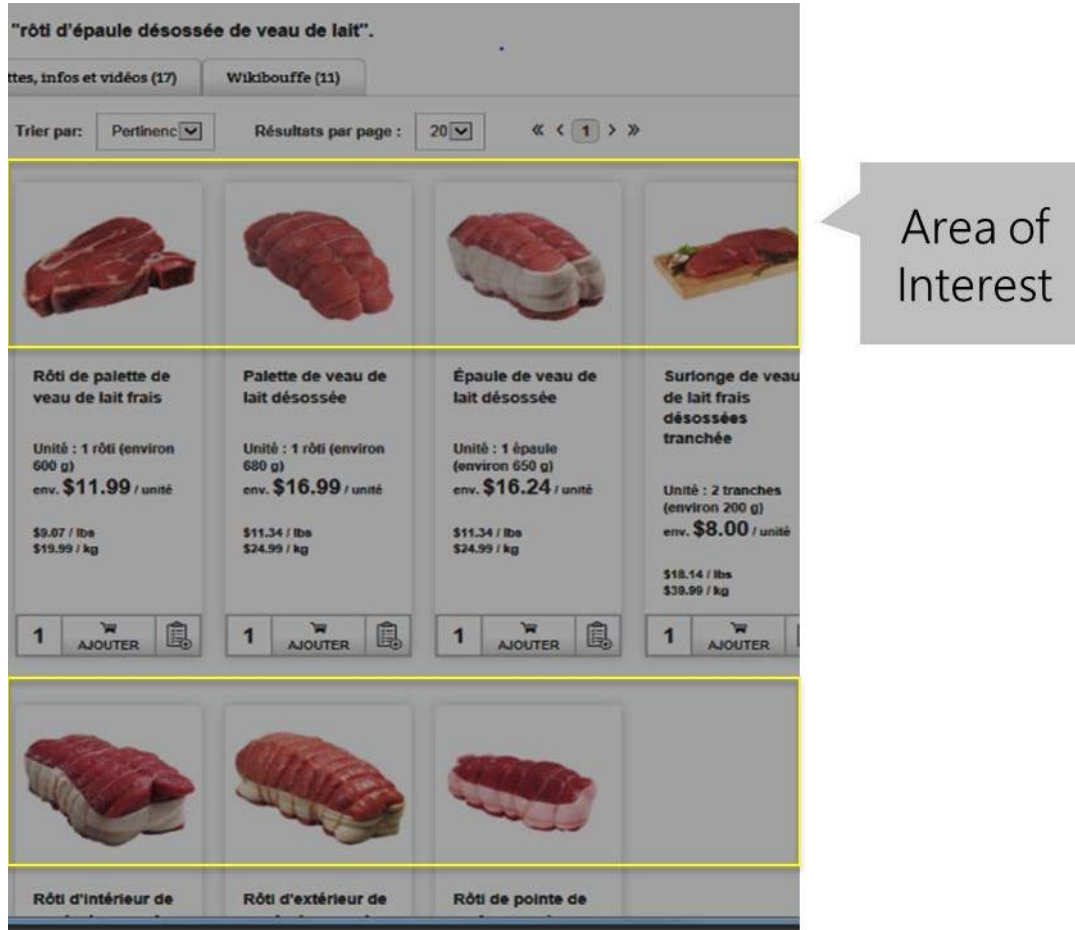 "rôti d'épaule désossée de veau de lait".
ttes, infos et vidéos (17)
Wikibouffe (11)
Trier par:
Pertinenc
Résultats par page :
20
« < 1 > »
Area of
Interest
Rôti de palette de
veau de lait frais
Unité : 1 rôti (environ
600 g)
env. $11.99 / unité
$9.07 / lbs
$19.99 / kg
1
AJOUTER
Palette de veau de
lait désossée
Unité : 1 rôti (environ
680 g)
env. $16.99 / unité
$11.34 / lbs
$24.99 / kg
1
AJOUTER
Épaule de veau de
lait désossée
Unité : 1 épaule
(environ 650 g)
env. $16.24 / unité
$11.34 / lbs
$24.99 / kg
1
AJOUTER
Surlonge de veau
de lait frais
désossées
tranchée
Unité : 2 tranches
(environ 200 g)
env. $8.00 / unité
$18.14 / lbs
$39.99 / kg
1
AJOUTER
Rôti d'intérieur de
Rôti d'extérieur de
Rôti de pointe de